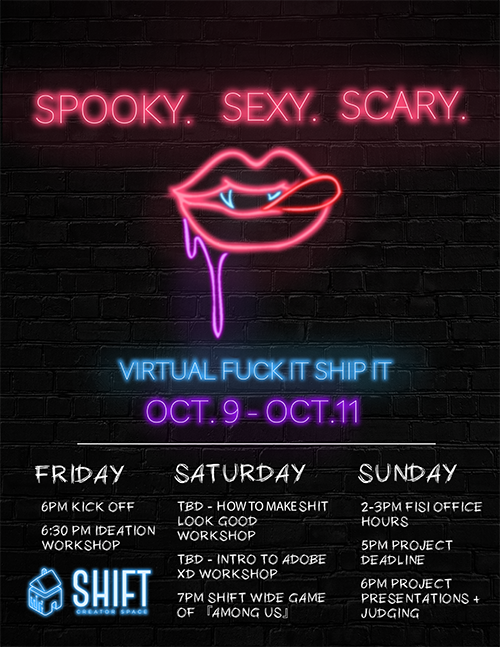 SPOOKY. SEXY. SCARY.
VIRTUAL FUCK IT SHIP IT
OCT. 9 - OCT.11
FRIDAY
6PM KICK OFF
6:30 PM IDEATION
WORKSHOP
SATURDAY
TBD - HOW TO MAKE SHIT
LOOK GOOD
WORKSHOP
TBD - INTRO TO ADOBE
XD WORKSHOP
7PM SHIFT WIDE GAME
OF 『AMONG US』
SUNDAY
2-3PM FISI OFFICE
HOURS
5PM PROJECT
DEADLINE
6PM PROJECT
PRESENTATIONS +
JUDGING
SHIFT
CREATOR SPACE